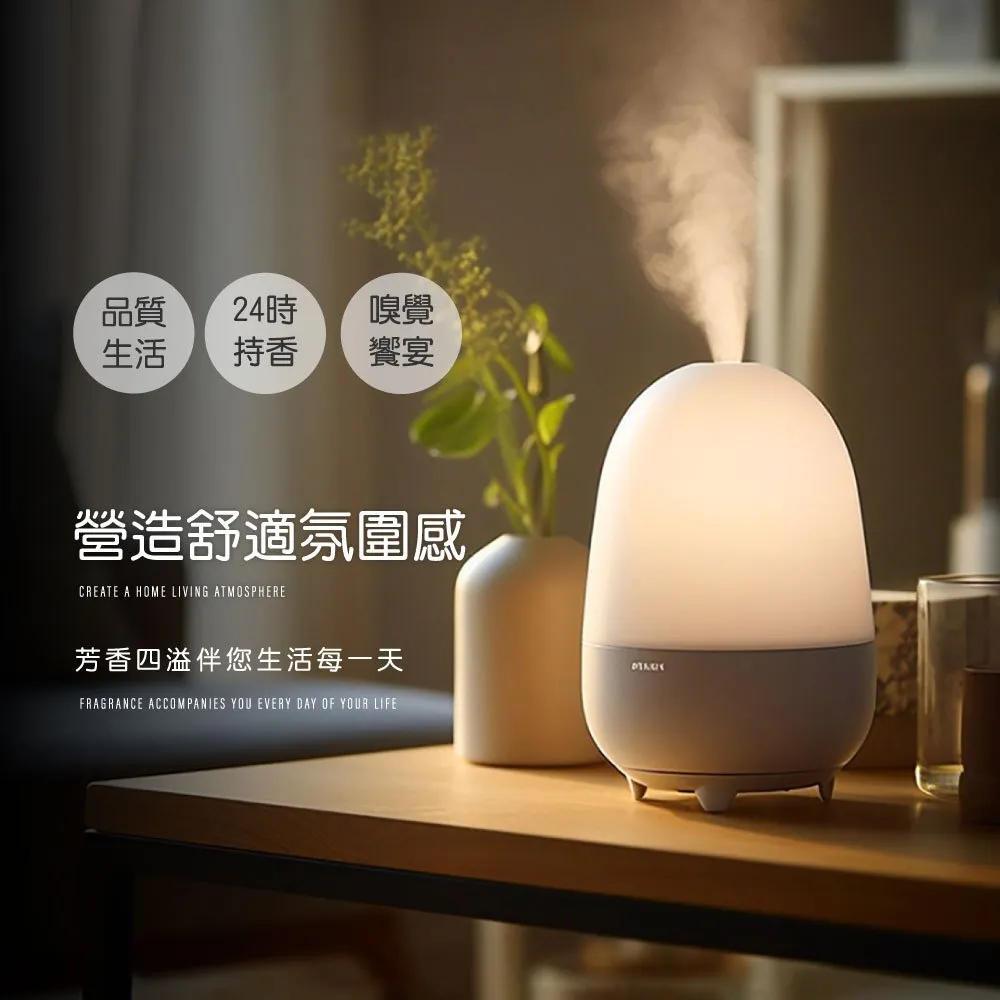 品質
生活
24時
持香
嗅覺
饗宴
營造舒適氛圍感
CREATE A HOME LIVING ATMOSPHERE
芳香四溢伴您生活每一天
FRAGRANCE ACCOMPANIES YOU EVERY DAY OF YOUR LIFE